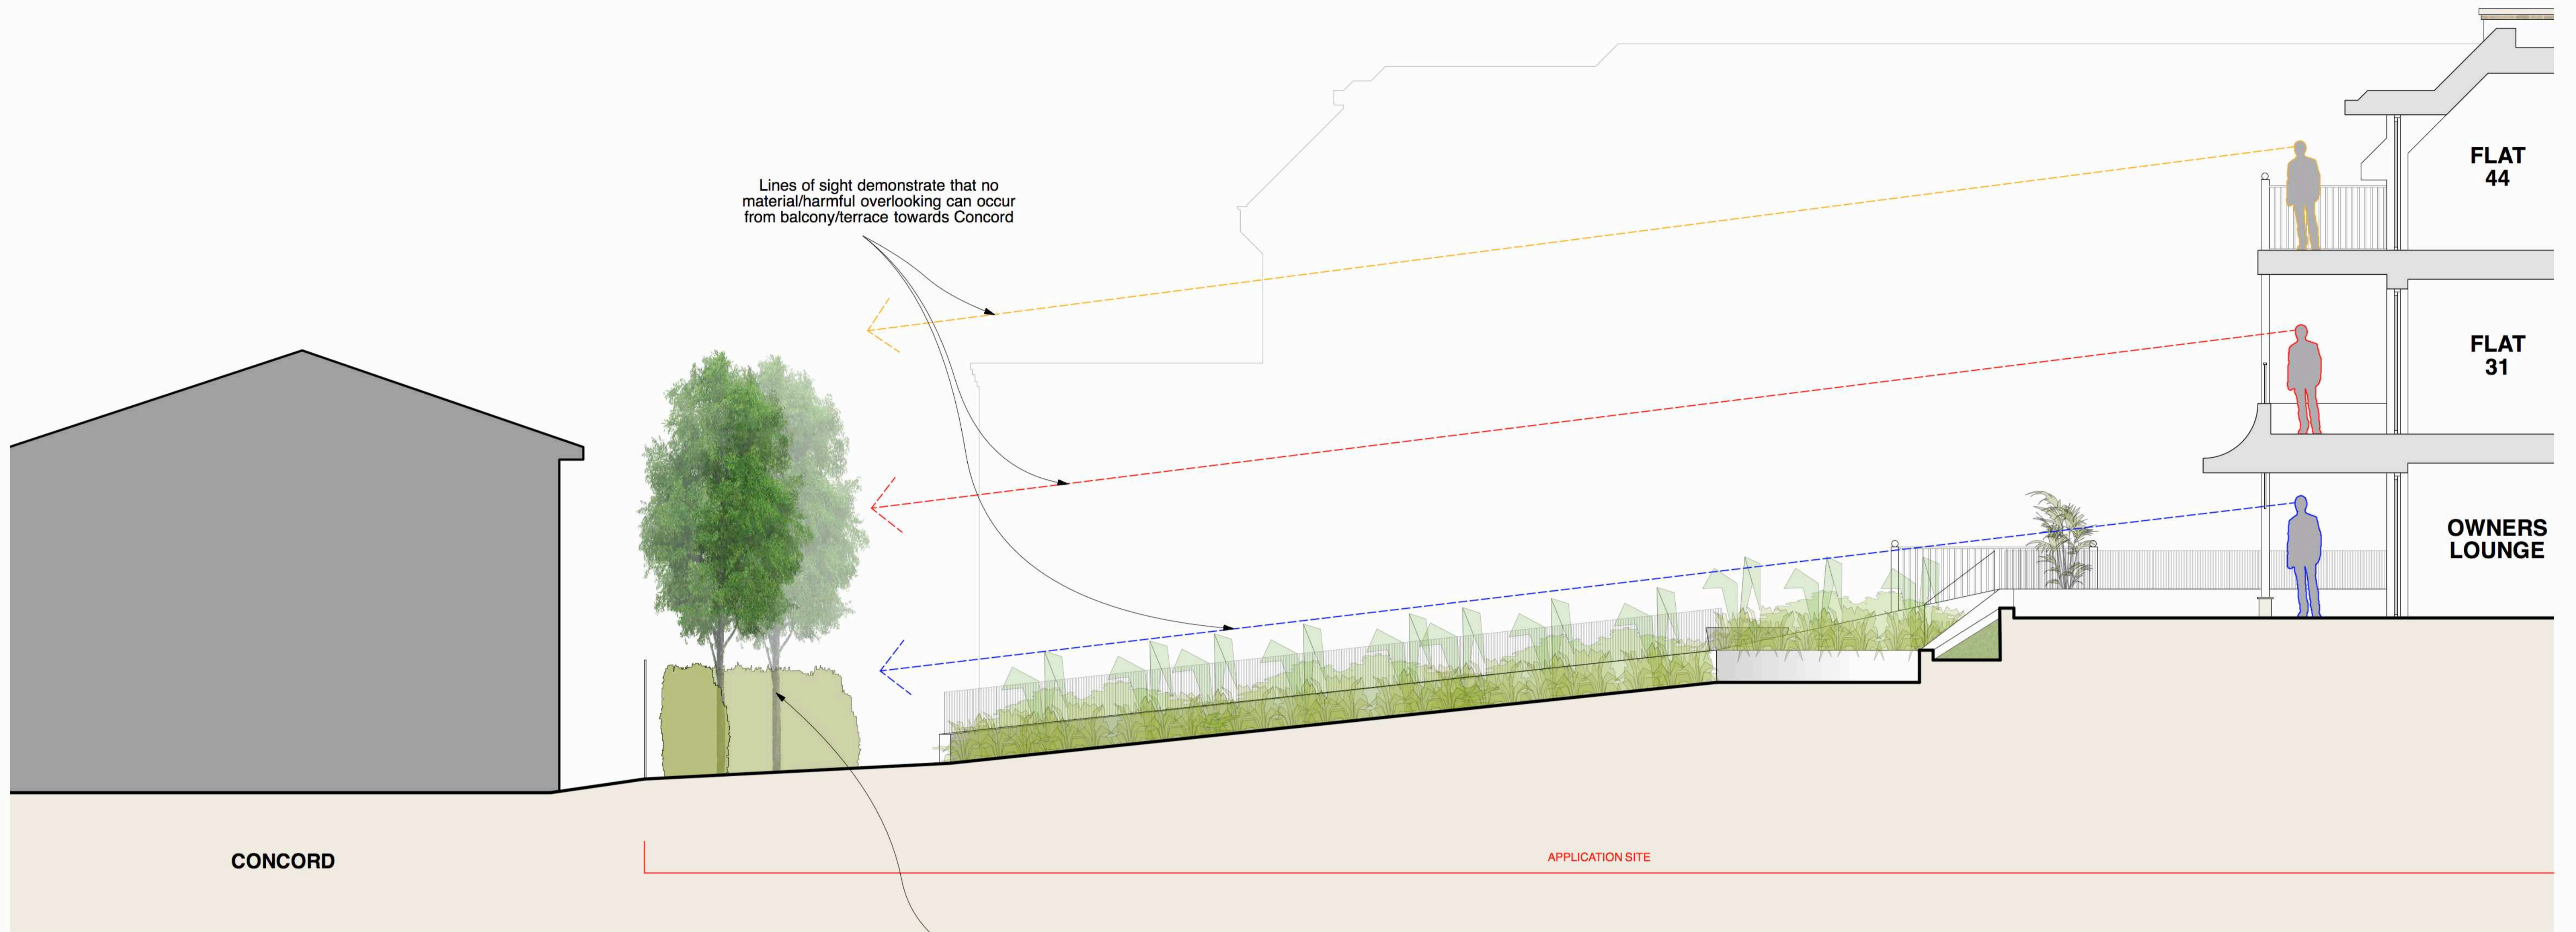 Lines of sight demonstrate that no
material/harmful overlooking can occur
from balcony/terrace towards Concord
FLAT
44
FLAT
31
OWNERS
LOUNGE
CONCORD
APPLICATION SITE